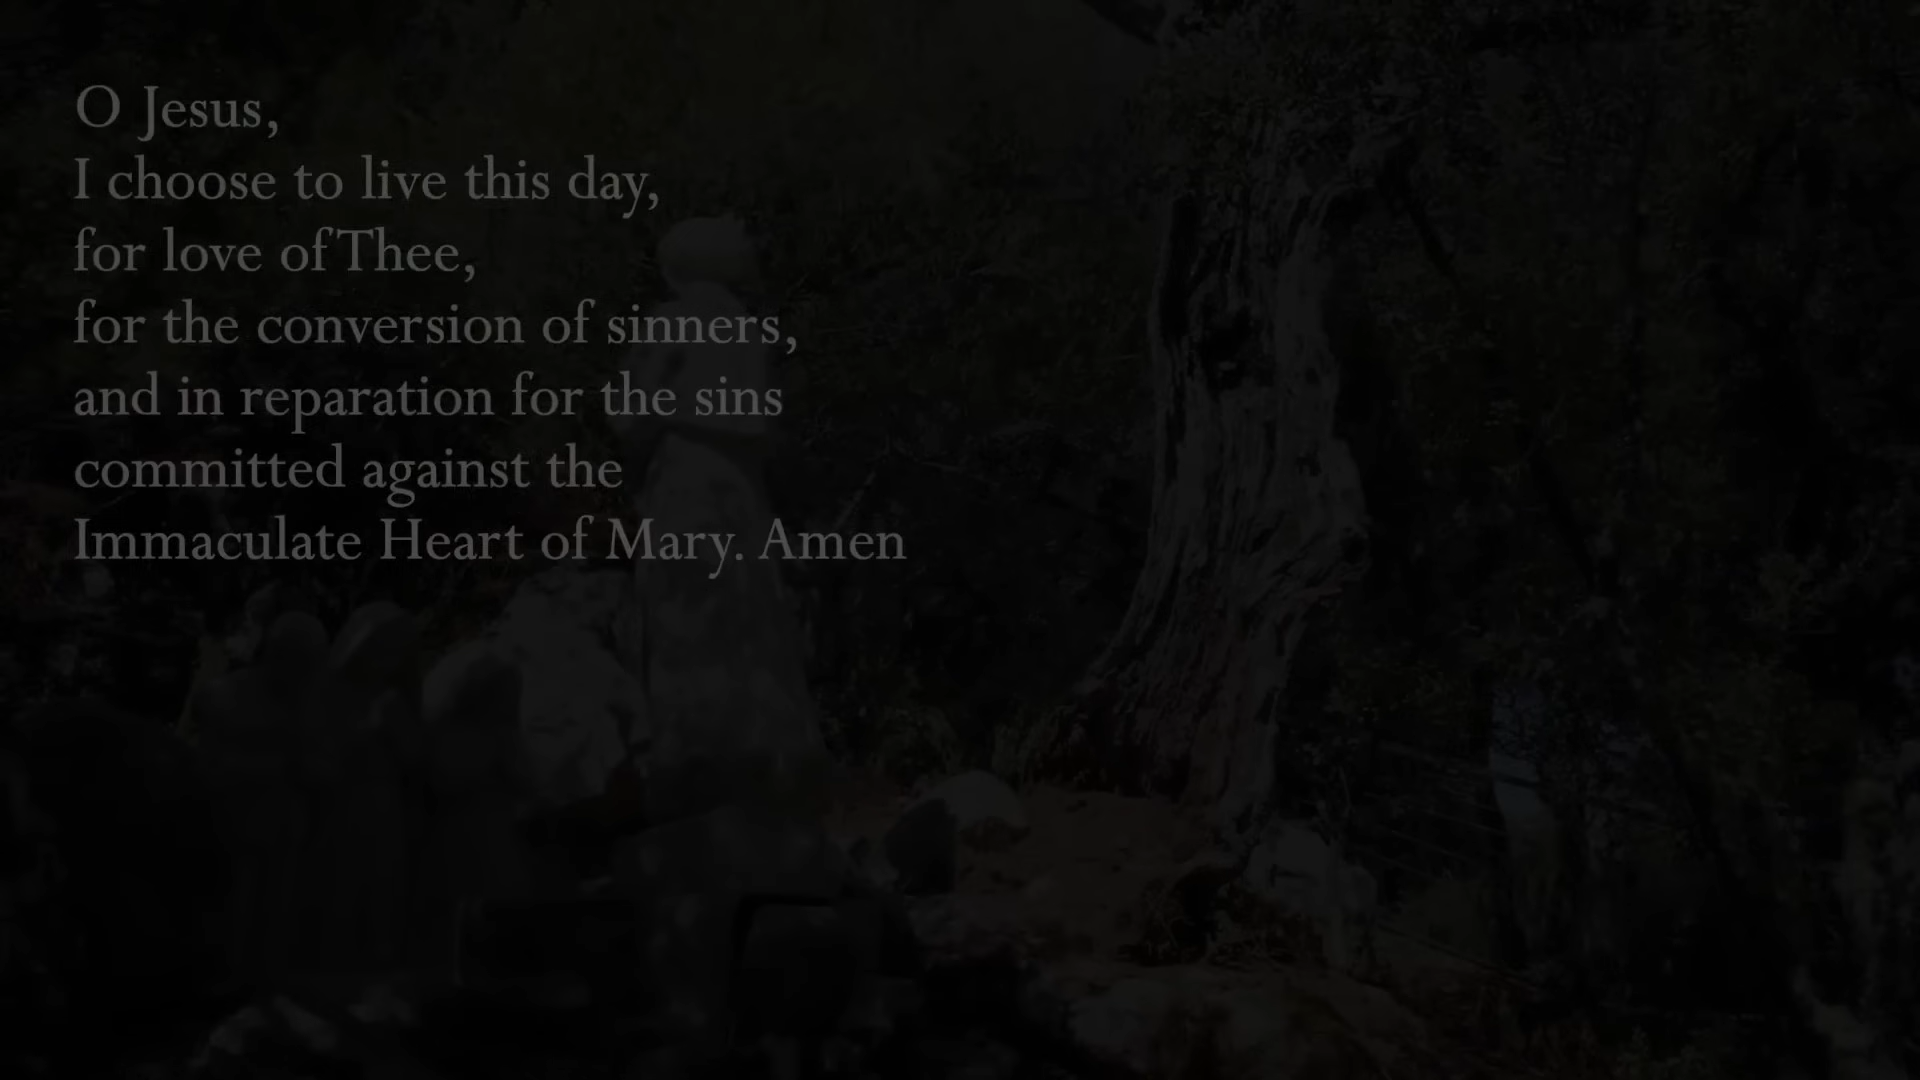 O Jesus,
I choose to live this day,
for love of Thee,
for the conversion of sinners,
and in reparation for the sins
committed against the
Immaculate Heart of Mary. Amen